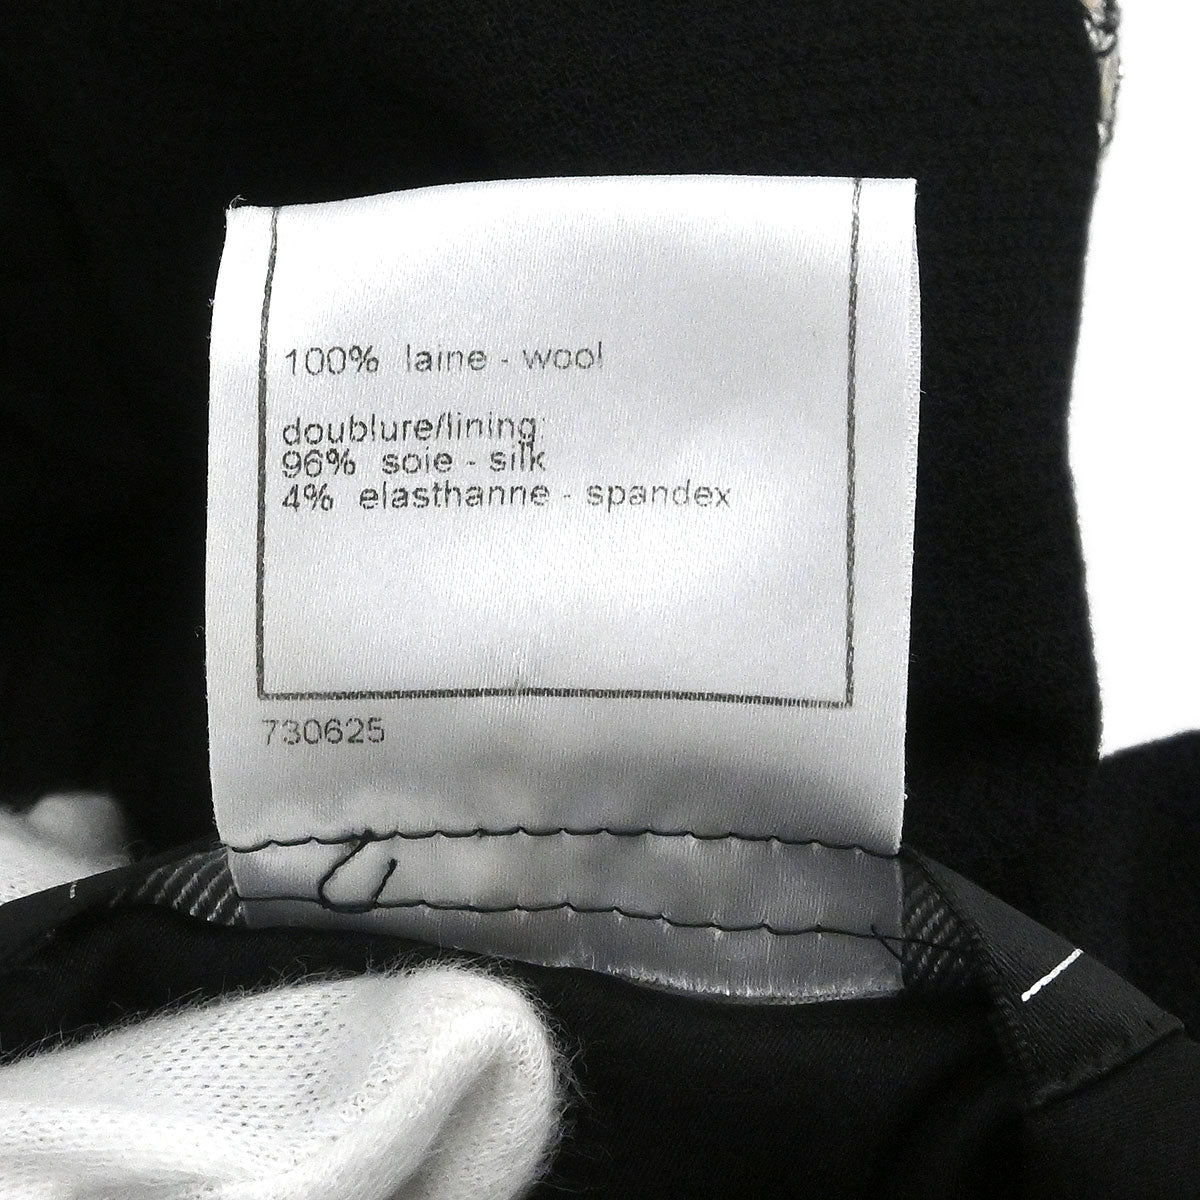 100% laine - wool
doublure/lining:
96% soie - silk
4% elasthanne - spandex
730625